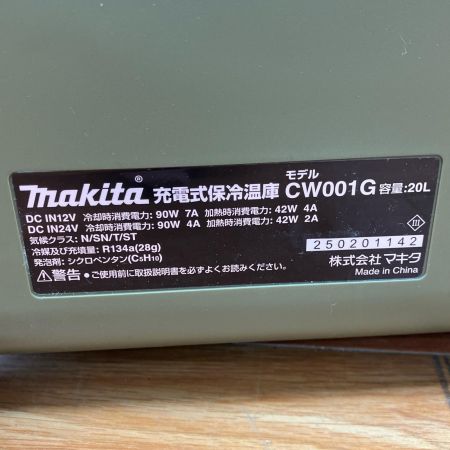 makita® 充電式保冷温庫 モデル CW001G 容量:20L
DC IN12V 冷却時消費電力: 90W 7A 加熱時消費電力: 42W 4A
DC IN24V 冷却時消費電力: 90W 4A 加熱時消費電力: 42W 2A
気候クラス: N/SN/T/ST
冷媒及び充填量: R134a(28g)
発泡剤: シクロペンタン(C5H10)
250201142
⚠警告 ●ご使用前に取扱説明書を必ずよくお読みください。
株式会社 マキタ
Made in China